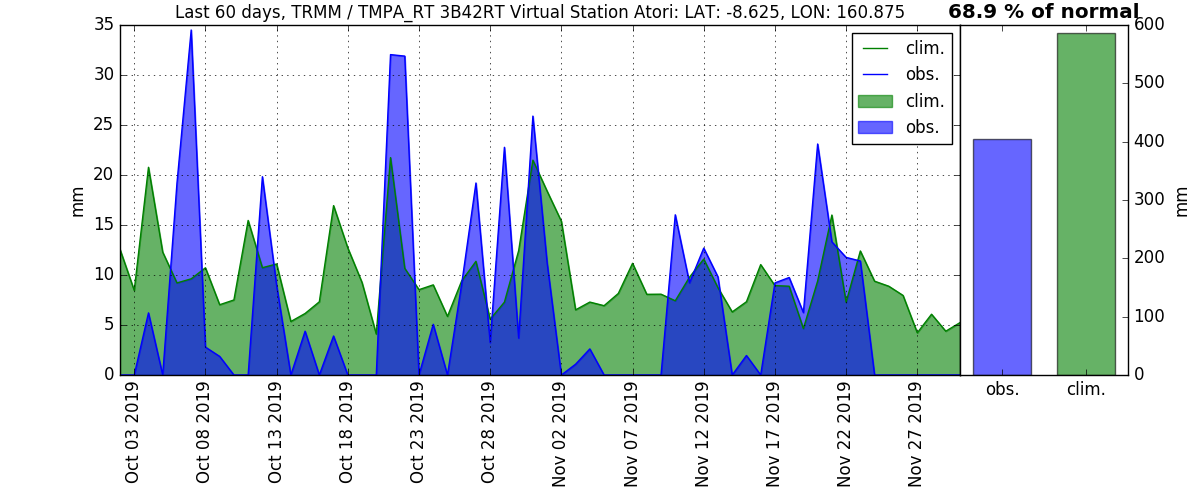 Last 60 days, TRMM / TMPA_RT 3B42RT Virtual Station Atori: LAT: -8.625, LON: 160.875
68.9 % of normal
35
30
25
20
15
10
5
0
mm
clim.
obs.
clim.
obs.
600
500
400
300
200
100
0
mm
obs.
clim.
Oct 03 2019
Oct 08 2019
Oct 13 2019
Oct 18 2019
Oct 23 2019
Oct 28 2019
Nov 02 2019
Nov 07 2019
Nov 12 2019
Nov 17 2019
Nov 22 2019
Nov 27 2019